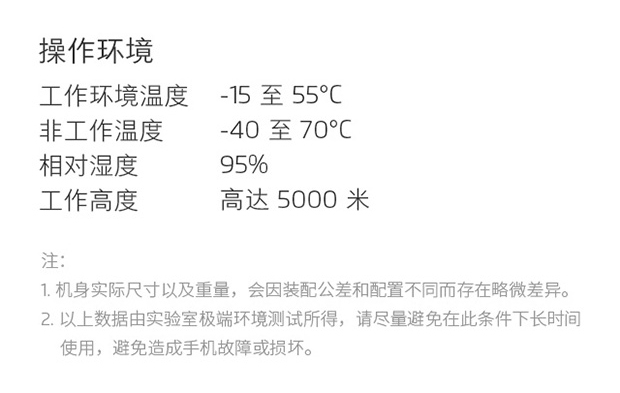 操作环境
工作环境温度 -15 至 55°C
非工作温度 -40 至 70°C
相对湿度 95%
工作高度 高达 5000 米
注：
1. 机身实际尺寸以及重量，会因装配公差和配置不同而存在略微差异。
2. 以上数据由实验室极端环境测试所得，请尽量避免在此条件下长时间
使用，避免造成手机故障或损坏。